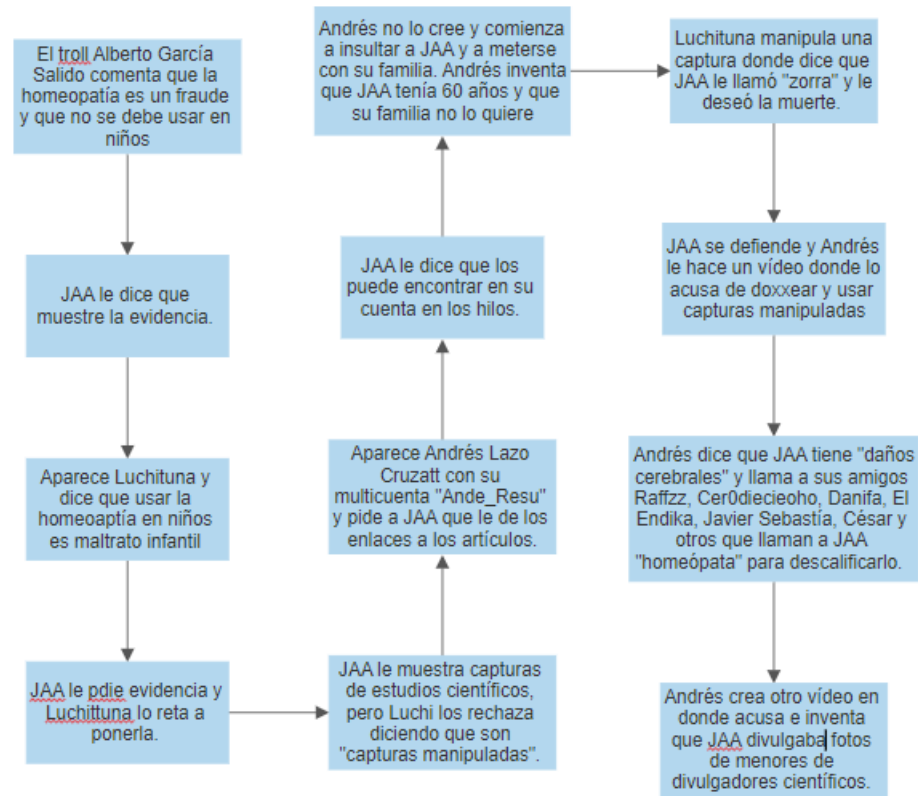 El troll Alberto García
Salido comenta que la
homeopatía es un fraude
y que no se debe usar en
niños
JAA le dice que
muestre la evidencia.
Aparece Luchituna y
dice que usar la
homeoaptía en niños
es maltrato infantil
JAA le pdie evidencia y
Luchittuna lo reta a
ponerla.
JAA le muestra capturas
de estudios científicos,
pero Luchi los rechaza
diciendo que son
"capturas manipuladas".
Aparece Andrés Lazo
Cruzatt con su
multicuenta "Ande_Resu"
y pide a JAA que le de los
enlaces a los artículos.
JAA le dice que los
puede encontrar en su
cuenta en los hilos.
Andrés no lo cree y comienza
a insultar a JAA y a meterse
con su familia. Andrés inventa
que JAA tenía 60 años y que
su familia no lo quiere
Luchituna manipula una
captura donde dice que
JAA le llamó "zorra" y le
deseó la muerte.
JAA se defiende y Andrés
le hace un vídeo donde lo
acusa de doxxear y usar
capturas manipuladas
Andrés dice que JAA tiene "daños
cerebrales" y llama a sus amigos
Raffzz, Cer0diecieoho, Danifa, El
Endika, Javier Sebastía, César y
otros que llaman a JAA
"homeópata" para descalificarlo.
Andrés crea otro vídeo en
donde acusa e inventa
que JAA divulgaba fotos
de menores de
divulgadores científicos.